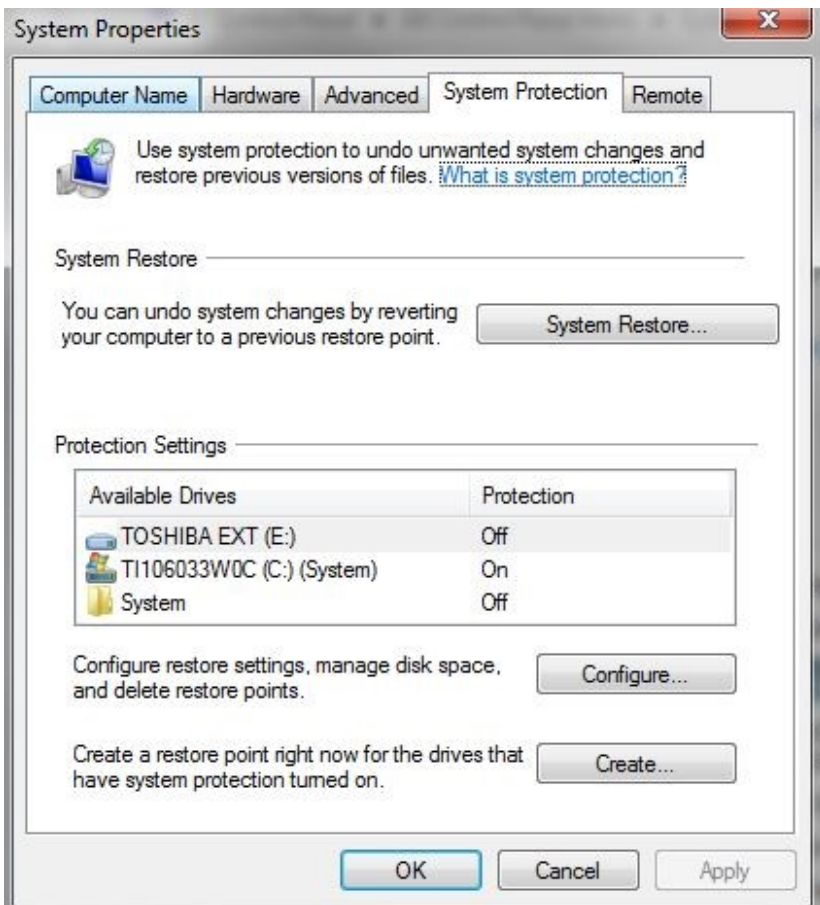 System Properties
Computer Name Hardware Advanced System Protection Remote
Use system protection to undo unwanted system changes and
restore previous versions of files. What is system protection?
System Restore
You can undo system changes by reverting
your computer to a previous restore point.
System Restore...
Protection Settings
Available Drives Protection
TOSHIBA EXT (E:) Off
TI106033W0C (C:) (System) On
System Off
Configure restore settings, manage disk space,
and delete restore points.
Configure...
Create a restore point right now for the drives that
have system protection turned on.
Create...
OK Cancel Apply